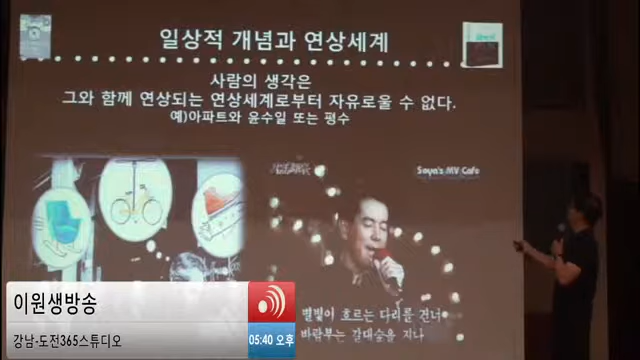 일상적 개념과 연상세계
사람의 생각은
그와 함께 연상되는 연상세계로부터 자유로울 수 없다.
예)아파트와 윤수일 또는 평수
Soya's MV Cafe
별빛이 흐르는 다리를 건너
바람부는 갈대숲을 지나
이원생방송
강남-도전365스튜디오
05:40 오후